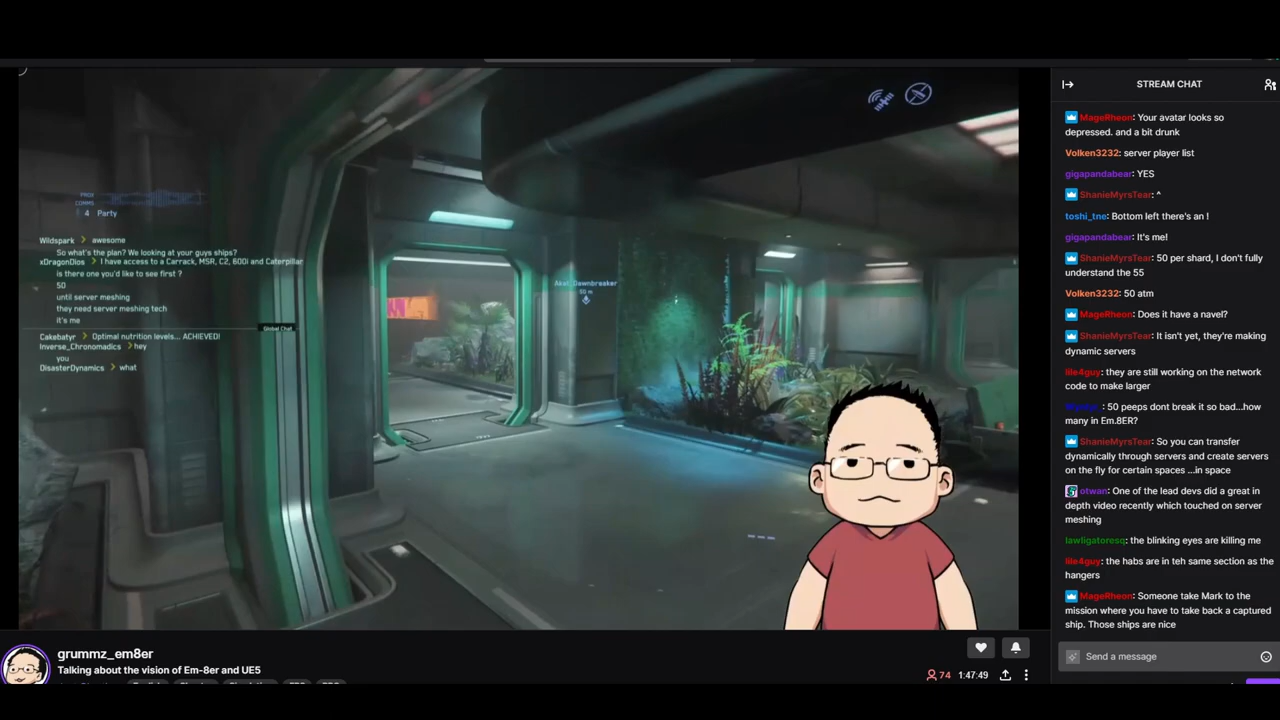 PROX
COMMS
4 Party
Wildspark > awesome
So what's the plan? We looking at your guys ships?
xDragonDios > I have access to a Carrack, MSR, C2, 600i and Caterpillar
is there one you'd like to see first ?
50
until server meshing
they need server meshing tech
it's me
Global Chat
Cakebatyr > Optimal nutrition levels... ACHIEVED!
Inverse_Chronomadics > hey
you
DisasterDynamics > what
Dawnbreaker
grummz_em8er
Talking about the vision of Em-8er and UE5
74 1:47:49
STREAM CHAT
MageRheon: Your avatar looks so
depressed. and a bit drunk
Volken3232: server player list
gigapandabear: YES
ShanieMyrsTear: ^
toshi_tne: Bottom left there's an !
gigapandabear: It's me!
ShanieMyrsTear: 50 per shard, I don't fully
understand the 55
Volken3232: 50 atm
MageRheon: Does it have a navel?
ShanieMyrsTear: It isn't yet, they're making
dynamic servers
lile4guy: they are still working on the network
code to make larger
: 50 peeps dont break it so bad...how
many in Em.8ER?
ShanieMyrsTear: So you can transfer
dynamically through servers and create servers
on the fly for certain spaces ...in space
otwan: One of the lead devs did a great in
depth video recently which touched on server
meshing
lawligatoresq: the blinking eyes are killing me
lile4guy: the habs are in teh same section as the
hangers
MageRheon: Someone take Mark to the
mission where you have to take back a captured
ship. Those ships are nice
Send a message